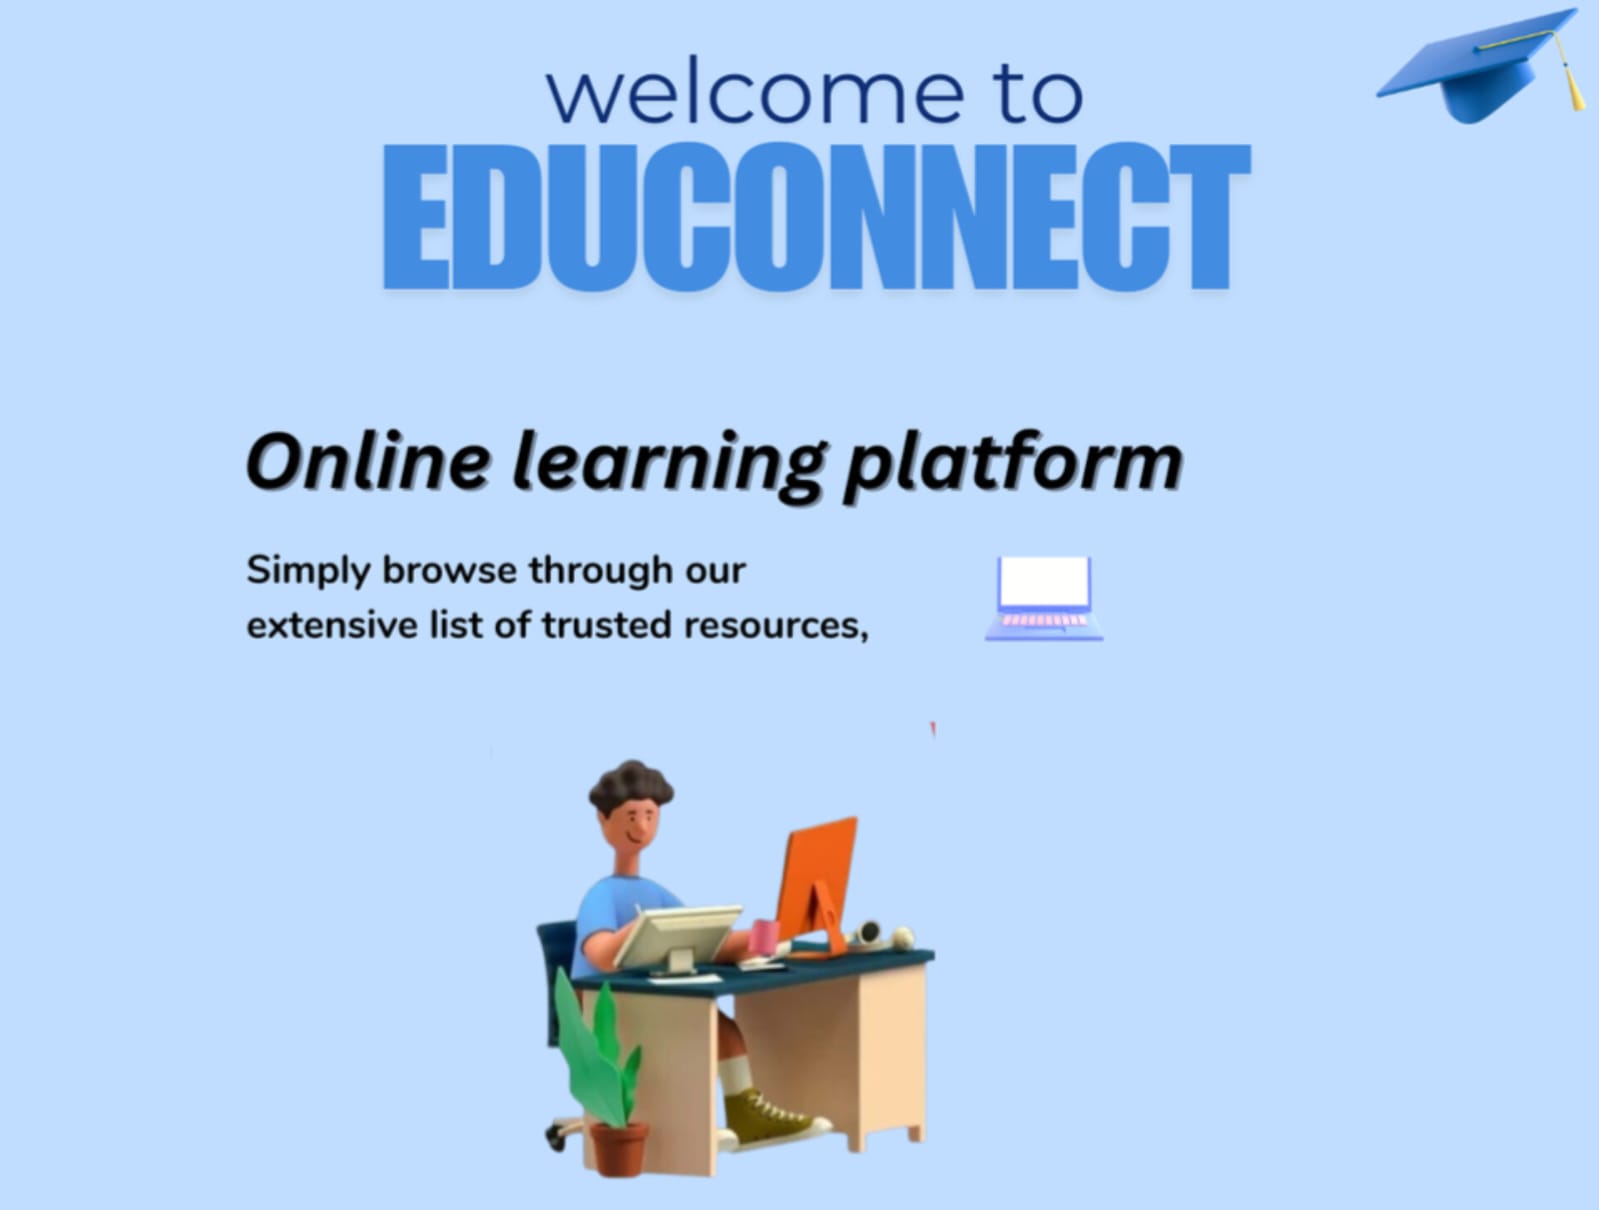 welcome to
EDUCONNECT
Online learning platform
Simply browse through our
extensive list of trusted resources,